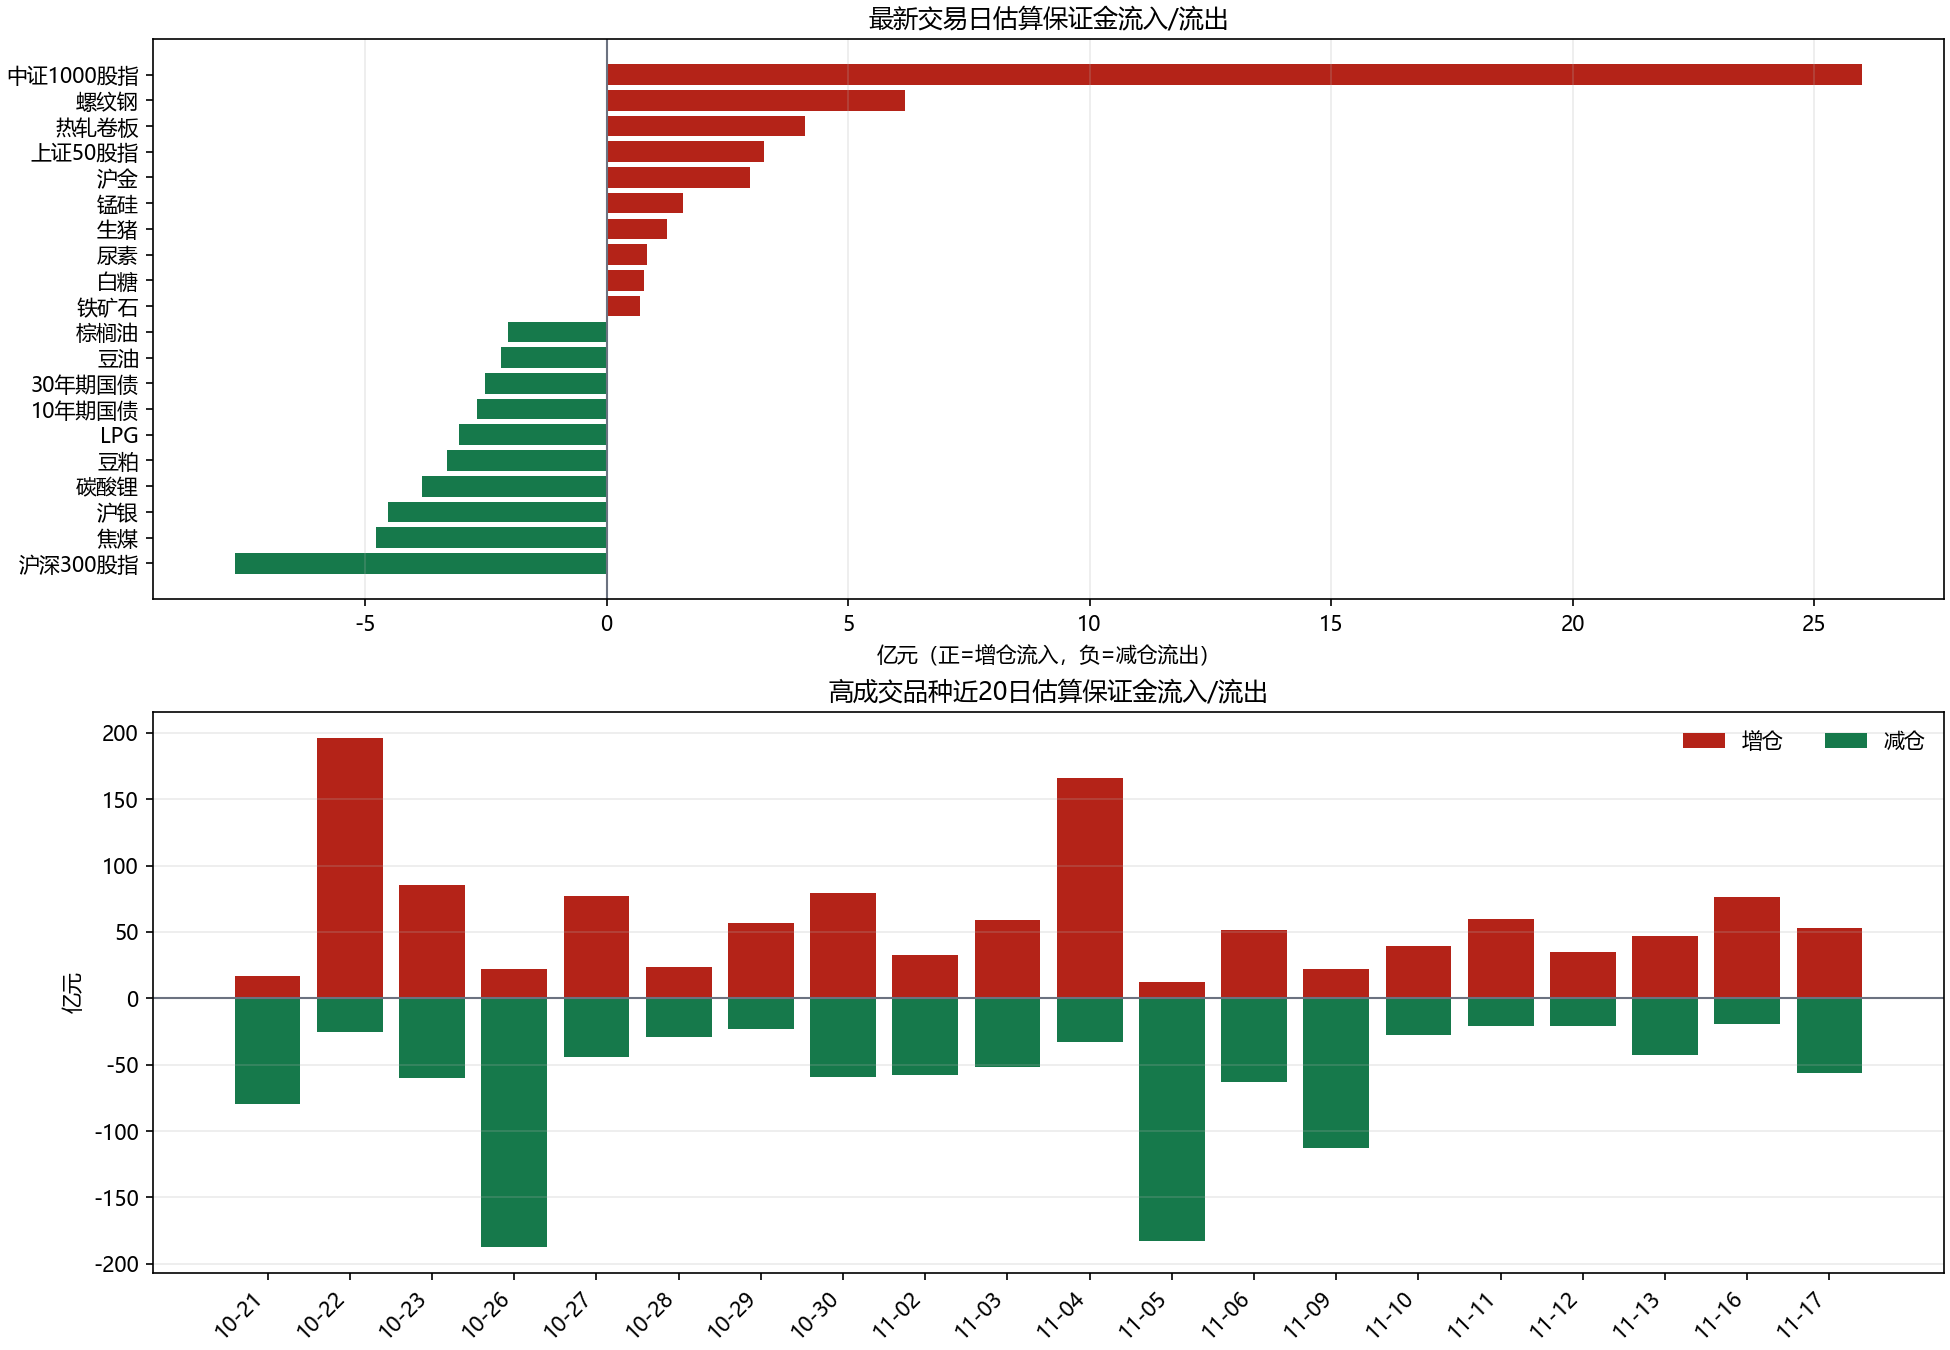 最新交易日估算保证金流入/流出
中证1000股指
螺纹钢
热轧卷板
上证50股指
沪金
锰硅
生猪
尿素
白糖
铁矿石
棕榈油
豆油
30年期国债
10年期国债
LPG
豆粕
碳酸锂
沪银
焦煤
沪深300股指
-5 0 5 10 15 20 25
亿元（正=增仓流入，负=减仓流出）
高成交品种近20日估算保证金流入/流出
增仓 减仓
200
150
100
50
0
-50
-100
-150
-200
亿元
10-21 10-22 10-23 10-26 10-27 10-28 10-29 10-30 11-02 11-03 11-04 11-05 11-06 11-09 11-10 11-11 11-12 11-13 11-16 11-17